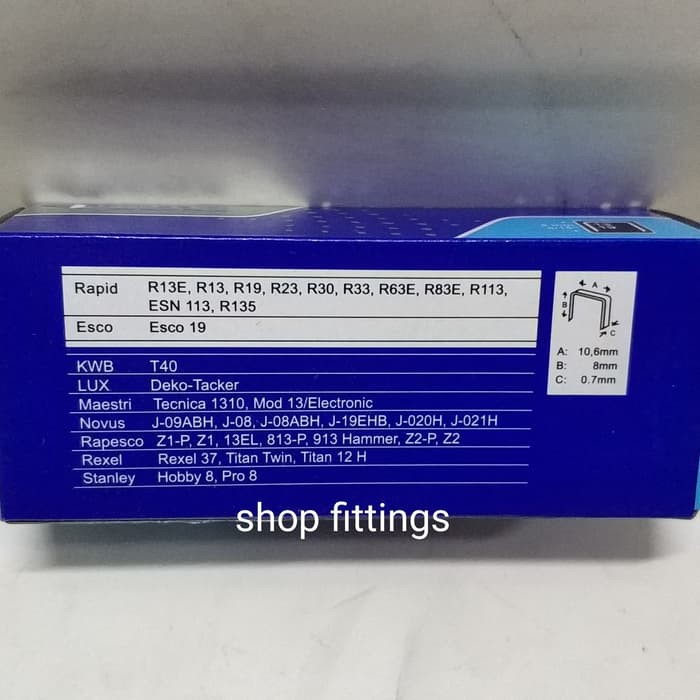 Rapid R13E, R13, R19, R23, R30, R33, R63E, R83E, R113,
ESN 113, R135
Esco Esco 19
KWB T40
LUX Deko-Tacker
Maestri Tecnica 1310, Mod 13/Electronic
Novus J-09ABH, J-08, J-08ABH, J-19EHB, J-020H, J-021H
Rapesco Z1-P, Z1, 13EL, 813-P, 913 Hammer, Z2-P, Z2
Rexel Rexel 37, Titan Twin, Titan 12 H
Stanley Hobby 8, Pro 8
A
B
C
A: 10,6mm
B: 8mm
C: 0.7mm
shop fittings